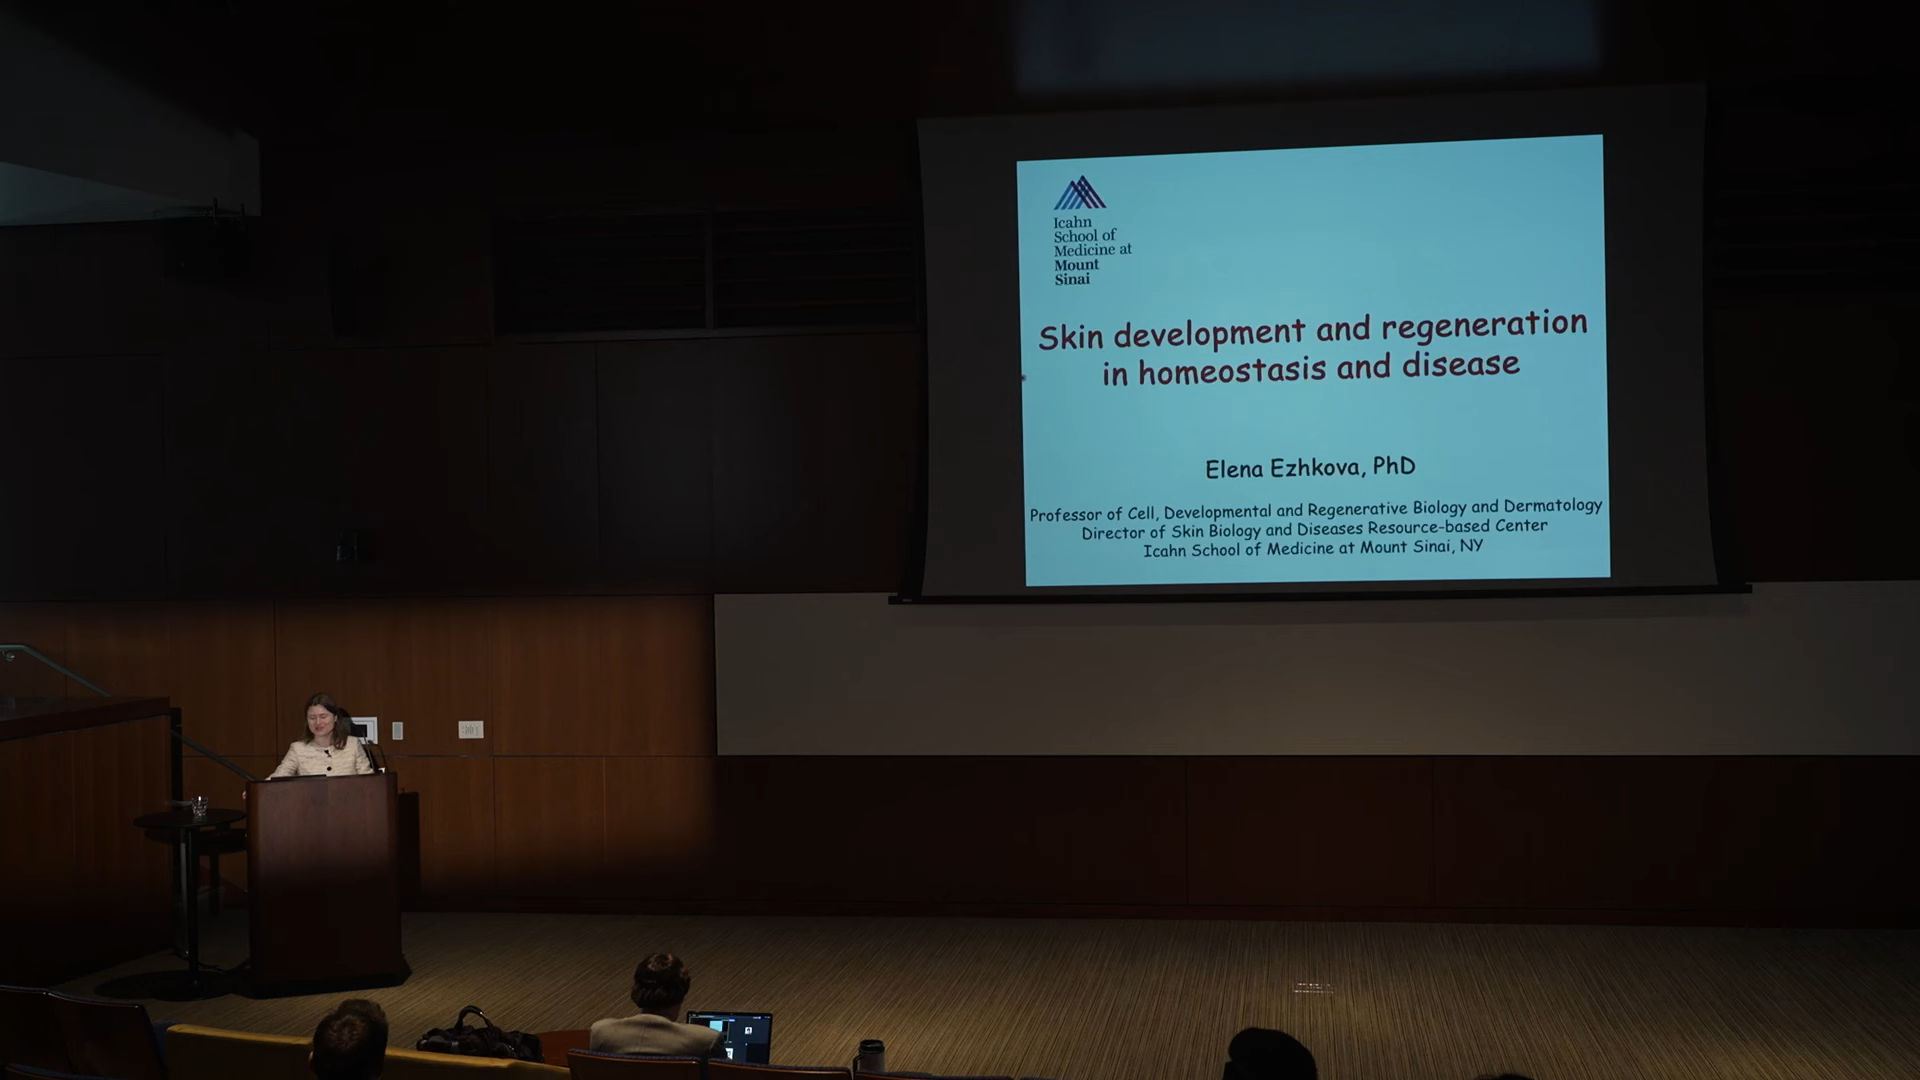 Icahn
School of
Medicine at
Mount
Sinai
Skin development and regeneration
in homeostasis and disease
Elena Ezhkova, PhD
Professor of Cell, Developmental and Regenerative Biology and Dermatology
Director of Skin Biology and Diseases Resource-based Center
Icahn School of Medicine at Mount Sinai, NY